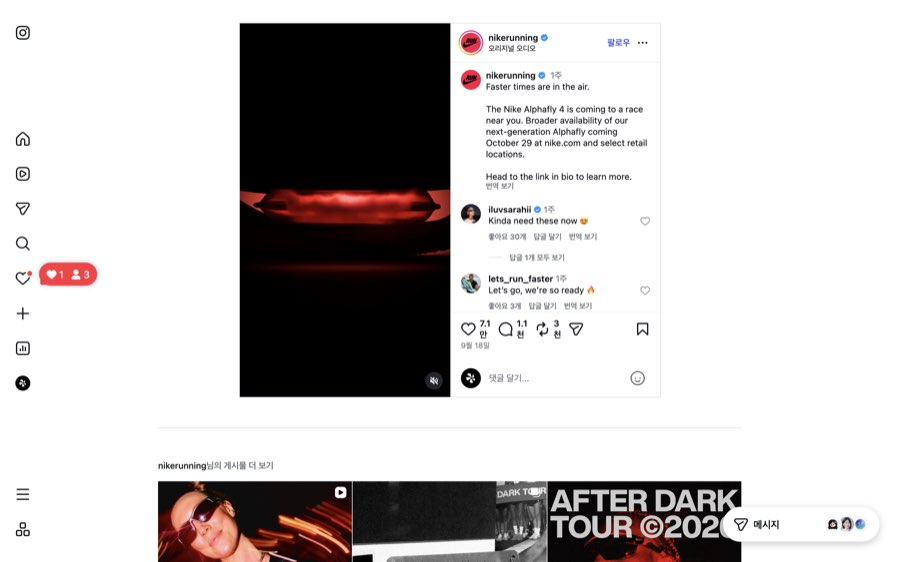 nikerunning
오리지널 오디오
팔로우
nikerunning 1주
Faster times are in the air.
The Nike Alphafly 4 is coming to a race
near you. Broader availability of our
next-generation Alphafly coming
October 29 at nike.com and select retail
locations.
Head to the link in bio to learn more.
번역 보기
iluvsarahii 1주
Kinda need these now 😍
좋아요 30개 답글 달기 번역 보기
답글 1개 모두 보기
lets_run_faster 1주
Let's go, we're so ready 🔥
좋아요 3개 답글 달기 번역 보기
7.1만 1.1천 3천
9월 18일
댓글 달기...
1 3
nikerunning님의 게시물 더 보기
DARK TOUR
AFTER DARK
TOUR ©202
메시지